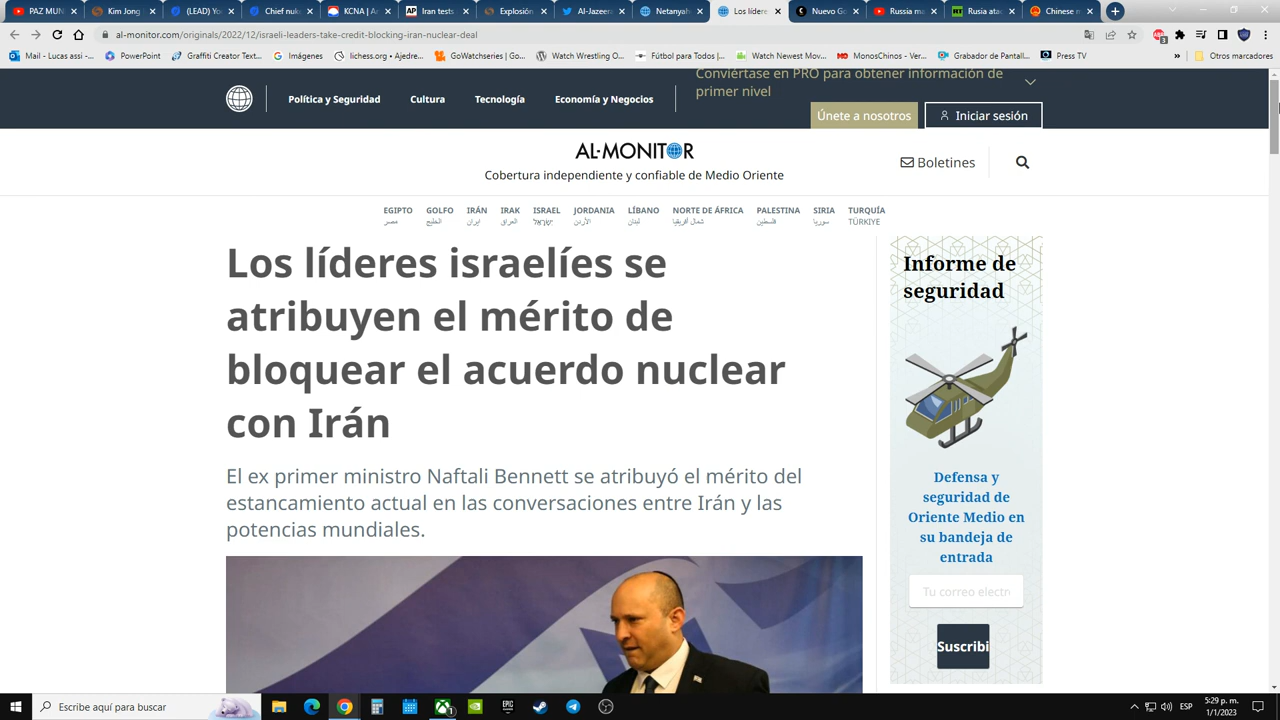 PAZ MUN
Kim Jong
(LEAD) Yo
Chief nuke
KCNA | Ar
Iran tests
Explosión
Al-Jazeera
Netanyahu
Los lídere
Nuevo Go
Russia ma
Rusia atac
Chinese m
al-monitor.com/originals/2022/12/israeli-leaders-take-credit-blocking-iran-nuclear-deal
Mail - Lucas assi -...
PowerPoint
Graffiti Creator Text...
Imágenes
GoWatchseries | Go...
lichess.org • Ajedre...
Watch Wrestling O...
Fútbol para Todos |...
Watch Newest Mov...
MonosChinos - Ver...
Grabador de Pantall...
Press TV
»
Otros marcadores
Conviértase en PRO para obtener información de
primer nivel
Política y Seguridad
Cultura
Tecnología
Economía y Negocios
Únete a nosotros
Iniciar sesión
AL-MONITOR
Cobertura independiente y confiable de Medio Oriente
Boletines
EGIPTO GOLFO IRÁN IRAK ISRAEL JORDANIA LÍBANO NORTE DE ÁFRICA PALESTINA SIRIA TURQUÍA
مصر الخليج ایران العراق ישראל الأردن لبنان شمال أفريقيا فلسطين سوريا TÜRKIYE
Los líderes israelíes se
atribuyen el mérito de
bloquear el acuerdo nuclear
con Irán
El ex primer ministro Naftali Bennett se atribuyó el mérito del
estancamiento actual en las conversaciones entre Irán y las
potencias mundiales.
Informe de
seguridad
Defensa y
seguridad de
Oriente Medio en
su bandeja de
entrada
Tu correo electr
Suscribi
Escribe aquí para buscar
ESP
5:29 p. m.
1/1/2023